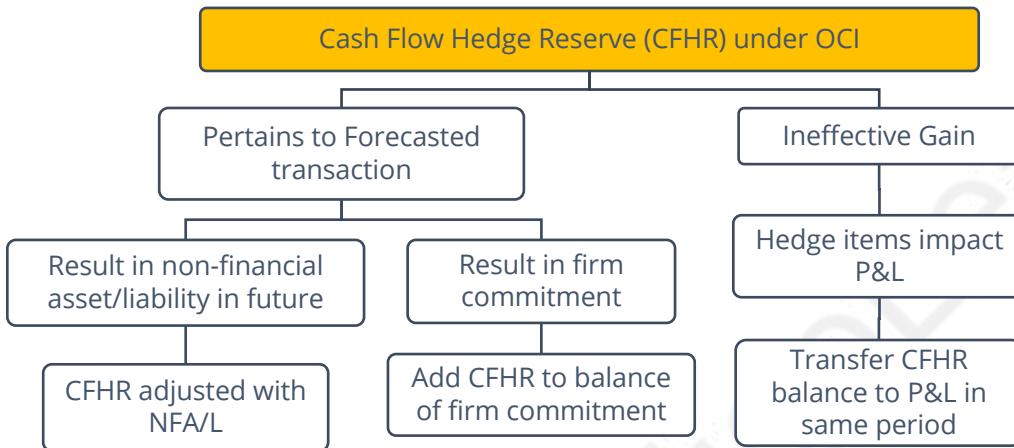 Cash Flow Hedge Reserve (CFHR) under OCI
Pertains to Forecasted
transaction
Ineffective Gain
Result in non-financial
asset/liability in future
Result in firm
commitment
Hedge items impact
P&L
CFHR adjusted with
NFA/L
Add CFHR to balance
of firm commitment
Transfer CFHR
balance to P&L in
same period